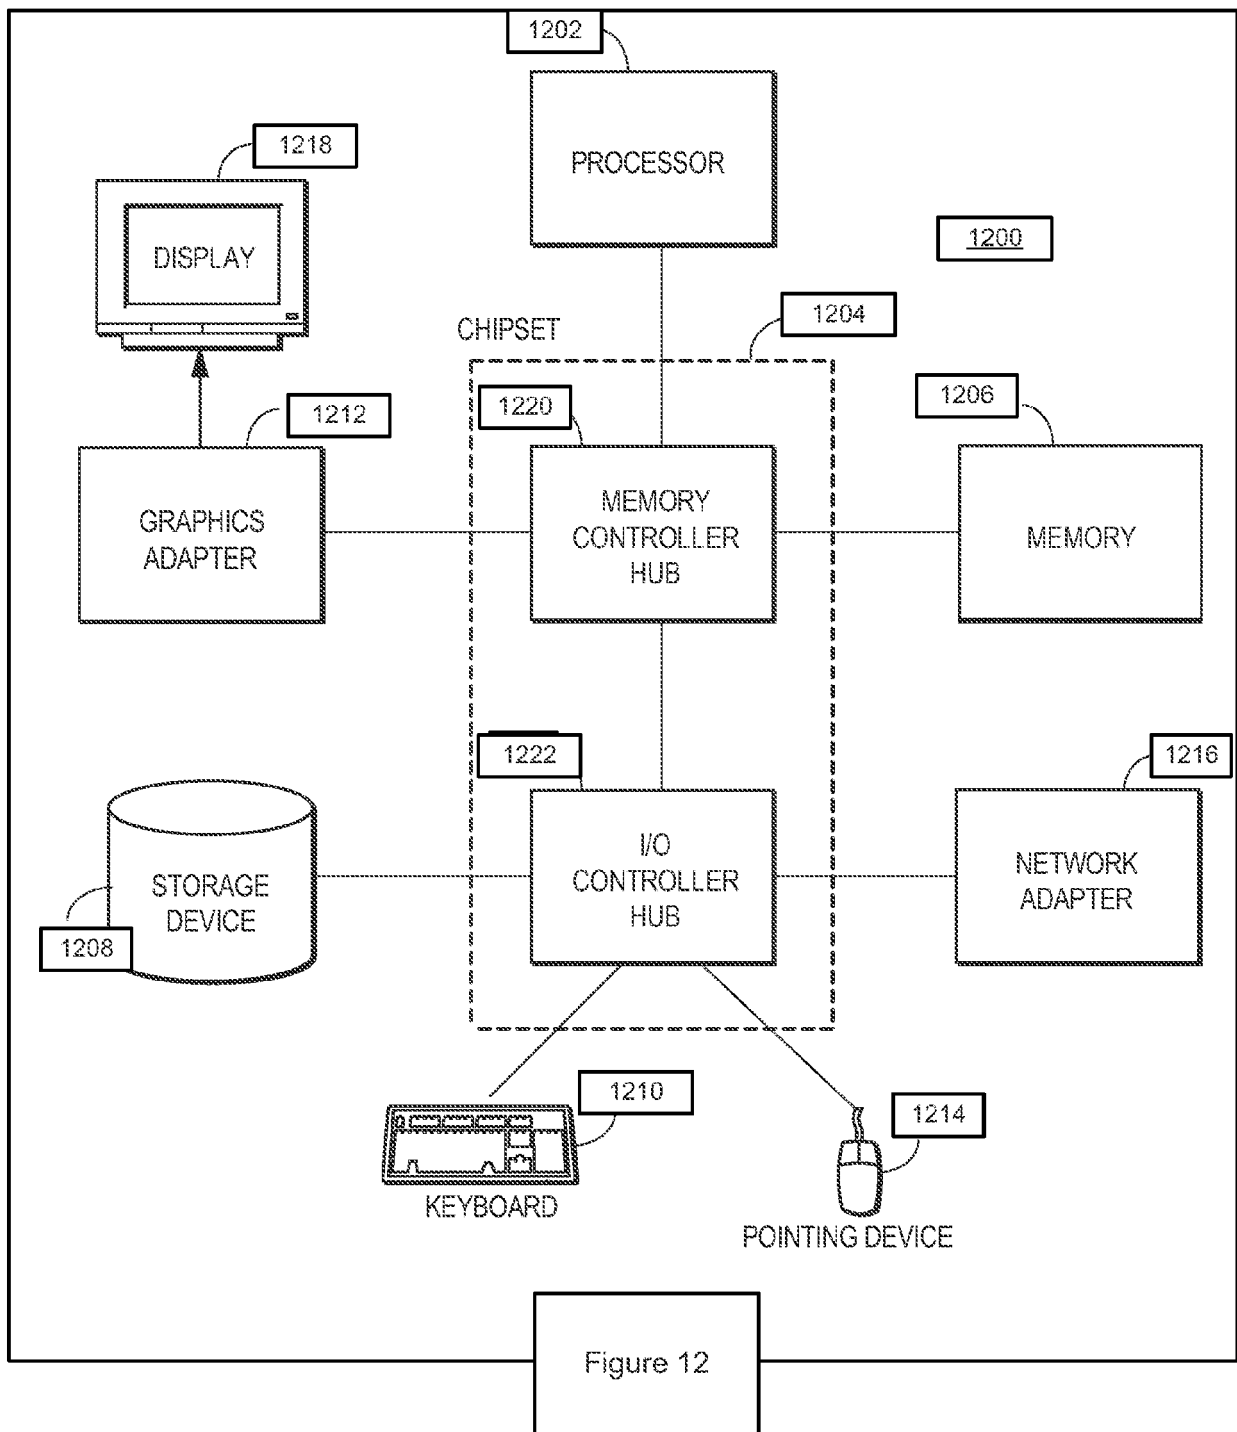 1202
PROCESSOR
1218
DISPLAY
1200
CHIPSET
1204
1212
1220
1206
GRAPHICS
ADAPTER
MEMORY
CONTROLLER
HUB
MEMORY
1222
1216
STORAGE
DEVICE
1208
I/O
CONTROLLER
HUB
NETWORK
ADAPTER
1210
KEYBOARD
1214
POINTING DEVICE
Figure 12